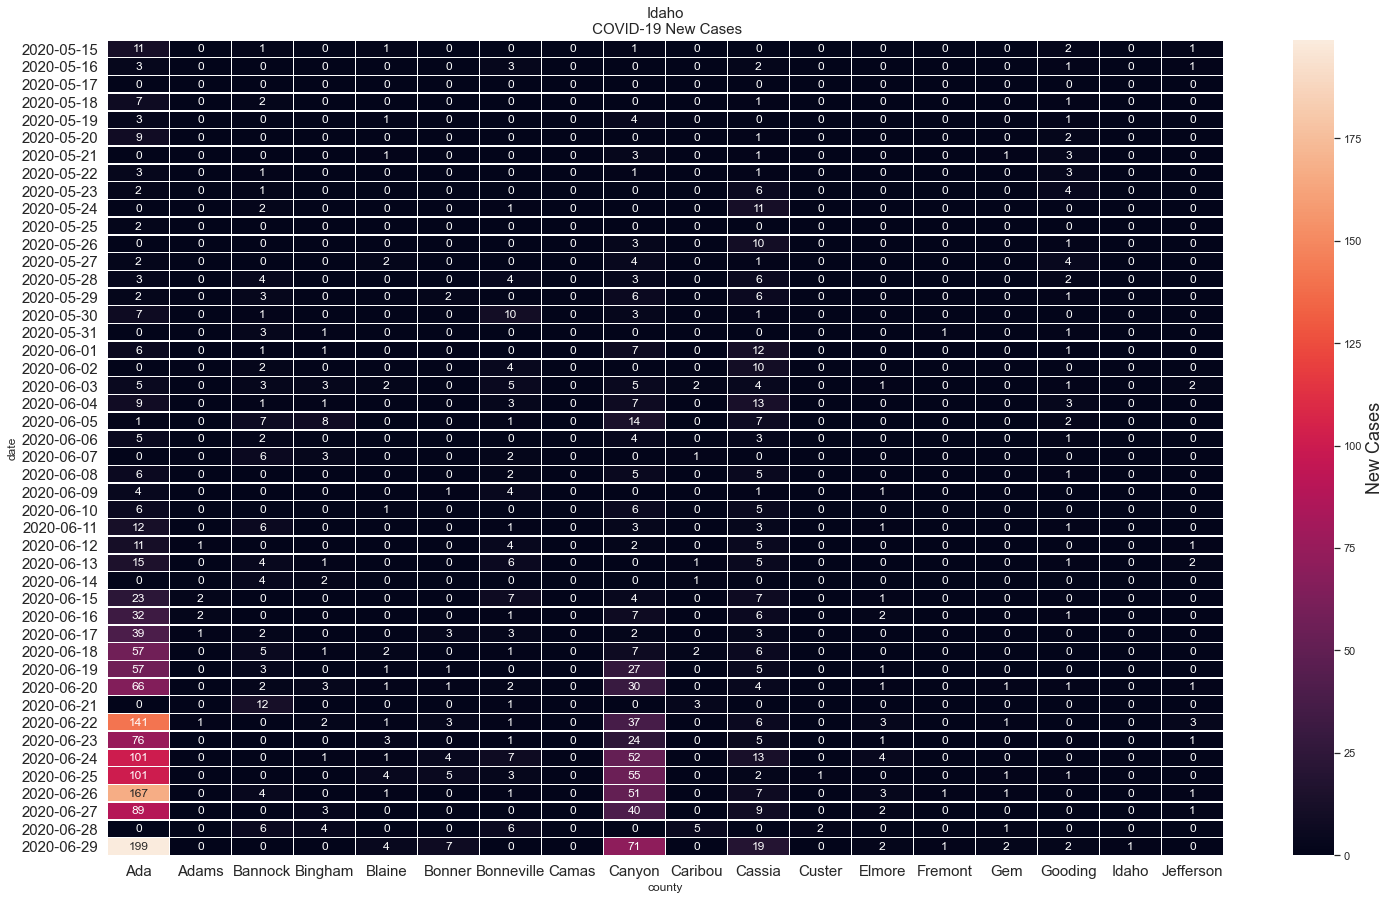 Idaho
COVID-19 New Cases
2020-05-15 11 0 1 0 1 0 0 0 1 0 0 0 0 0 0 2 0 1
2020-05-16 3 0 0 0 0 0 3 0 0 0 2 0 0 0 0 1 0 1
2020-05-17 0 0 0 0 0 0 0 0 0 0 0 0 0 0 0 0 0 0
2020-05-18 7 0 2 0 0 0 0 0 0 0 1 0 0 0 0 1 0 0
2020-05-19 3 0 0 0 1 0 0 0 4 0 0 0 0 0 0 1 0 0
2020-05-20 9 0 0 0 0 0 0 0 0 0 1 0 0 0 0 2 0 0
2020-05-21 0 0 0 0 1 0 0 0 3 0 1 0 0 0 1 3 0 0
2020-05-22 3 0 1 0 0 0 0 0 1 0 1 0 0 0 0 3 0 0
2020-05-23 2 0 1 0 0 0 0 0 0 0 6 0 0 0 0 4 0 0
2020-05-24 0 0 2 0 0 0 1 0 0 0 11 0 0 0 0 0 0 0
2020-05-25 2 0 0 0 0 0 0 0 0 0 0 0 0 0 0 0 0 0
2020-05-26 0 0 0 0 0 0 0 0 3 0 10 0 0 0 0 1 0 0
2020-05-27 2 0 0 0 2 0 0 0 4 0 1 0 0 0 0 4 0 0
2020-05-28 3 0 4 0 0 0 4 0 3 0 6 0 0 0 0 2 0 0
2020-05-29 2 0 3 0 0 2 0 0 6 0 6 0 0 0 0 1 0 0
2020-05-30 7 0 1 0 0 0 10 0 3 0 1 0 0 0 0 0 0 0
2020-05-31 0 0 3 1 0 0 0 0 0 0 0 0 0 1 0 1 0 0
2020-06-01 6 0 1 1 0 0 0 0 7 0 12 0 0 0 0 1 0 0
2020-06-02 0 0 2 0 0 0 4 0 0 0 10 0 0 0 0 0 0 0
2020-06-03 5 0 3 3 2 0 5 0 5 2 4 0 1 0 0 1 0 2
2020-06-04 9 0 1 1 0 0 3 0 7 0 13 0 0 0 0 3 0 0
2020-06-05 1 0 7 8 0 0 1 0 14 0 7 0 0 0 0 2 0 0
2020-06-06 5 0 2 0 0 0 0 0 4 0 3 0 0 0 0 1 0 0
2020-06-07 0 0 6 3 0 0 2 0 0 1 0 0 0 0 0 0 0 0
2020-06-08 6 0 0 0 0 0 2 0 5 0 5 0 0 0 0 1 0 0
2020-06-09 4 0 0 0 0 1 4 0 0 0 1 0 1 0 0 0 0 0
2020-06-10 6 0 0 0 1 0 0 0 6 0 5 0 0 0 0 0 0 0
2020-06-11 12 0 6 0 0 0 1 0 3 0 3 0 1 0 0 1 0 0
2020-06-12 11 1 0 0 0 0 4 0 2 0 5 0 0 0 0 0 0 1
2020-06-13 15 0 4 1 0 0 6 0 0 1 5 0 0 0 0 1 0 2
2020-06-14 0 0 4 2 0 0 0 0 0 1 0 0 0 0 0 0 0 0
2020-06-15 23 2 0 0 0 0 7 0 4 0 7 0 1 0 0 0 0 0
2020-06-16 32 2 0 0 0 0 1 0 7 0 6 0 2 0 0 1 0 0
2020-06-17 39 1 2 0 0 3 3 0 2 0 3 0 0 0 0 0 0 0
2020-06-18 57 0 5 1 2 0 1 0 7 2 6 0 0 0 0 0 0 0
2020-06-19 57 0 3 0 1 1 0 0 27 0 5 0 1 0 0 0 0 0
2020-06-20 66 0 2 3 1 1 2 0 30 0 4 0 1 0 1 1 0 1
2020-06-21 0 0 12 0 0 0 1 0 0 3 0 0 0 0 0 0 0 0
2020-06-22 141 1 0 2 1 3 1 0 37 0 6 0 3 0 1 0 0 3
2020-06-23 76 0 0 0 3 0 1 0 24 0 5 0 1 0 0 0 0 1
2020-06-24 101 0 0 1 1 4 7 0 52 0 13 0 4 0 0 0 0 0
2020-06-25 101 0 0 0 4 5 3 0 55 0 2 1 0 0 1 1 0 0
2020-06-26 167 0 4 0 1 0 1 0 51 0 7 0 3 1 1 0 0 1
2020-06-27 89 0 0 3 0 0 0 0 40 0 9 0 2 0 0 0 0 1
2020-06-28 0 0 6 4 0 0 6 0 0 5 0 2 0 0 1 0 0 0
2020-06-29 199 0 0 0 4 7 0 0 71 0 19 0 2 1 2 2 1 0
Ada Adams Bannock Bingham Blaine Bonner Bonneville Camas Canyon Caribou Cassia Custer Elmore Fremont Gem Gooding Idaho Jefferson
county
date
175
150
125
100
75
50
25
0
New Cases